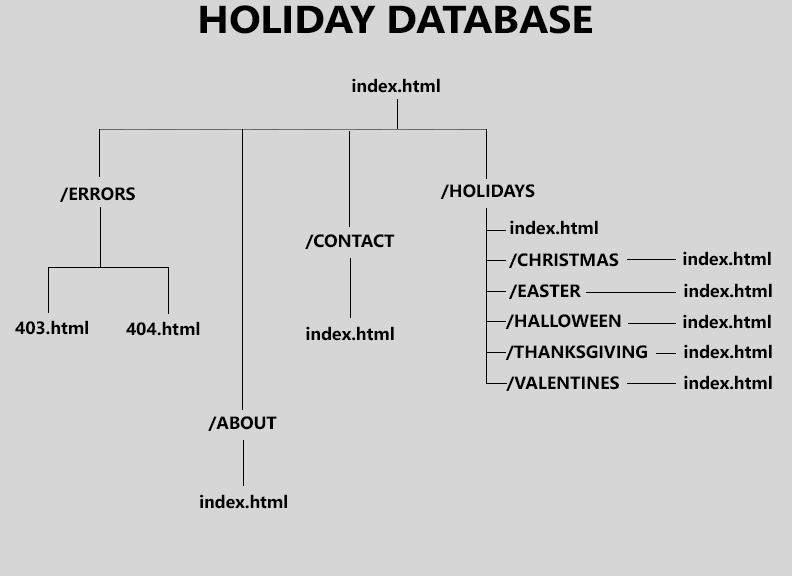 HOLIDAY DATABASE
index.html
/ERRORS
403.html
404.html
/ABOUT
index.html
/CONTACT
index.html
/HOLIDAYS
index.html
/CHRISTMAS index.html
/EASTER index.html
/HALLOWEEN index.html
/THANKSGIVING index.html
/VALENTINES index.html